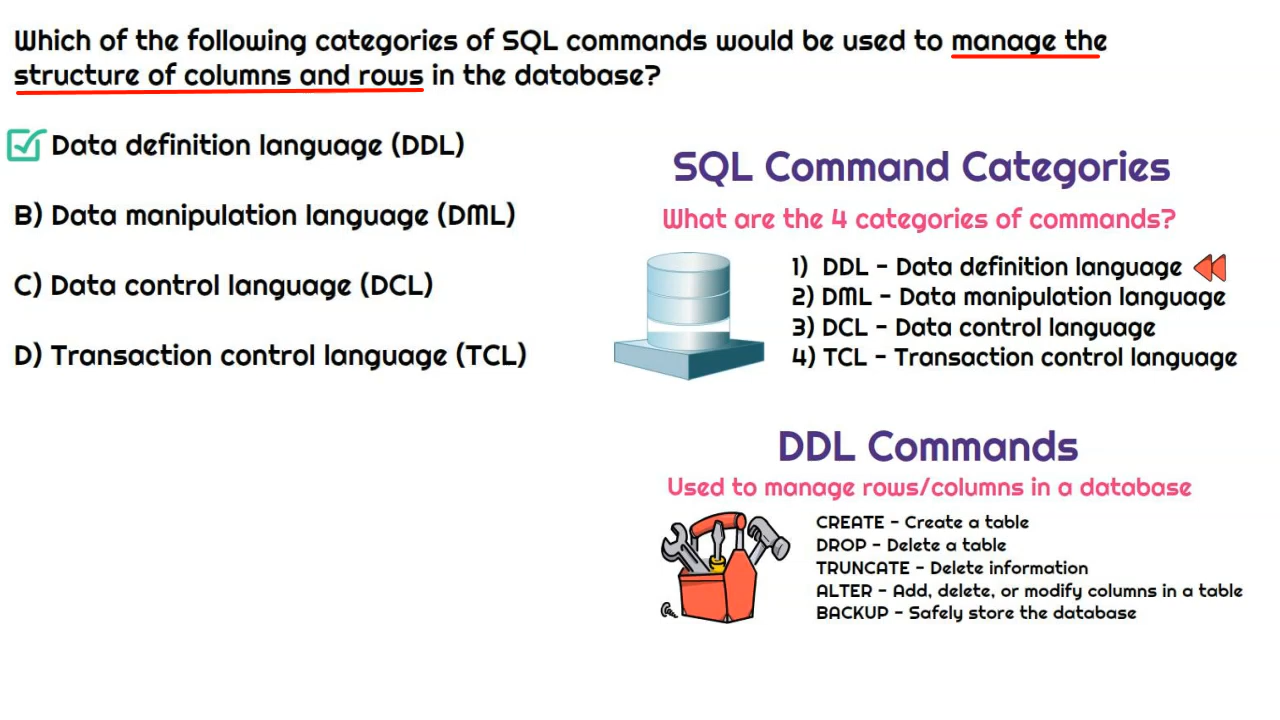 Which of the following categories of SQL commands would be used to manage the
structure of columns and rows in the database?
Data definition language (DDL)
B) Data manipulation language (DML)
C) Data control language (DCL)
D) Transaction control language (TCL)
SQL Command Categories
What are the 4 categories of commands?
1) DDL - Data definition language
2) DML - Data manipulation language
3) DCL - Data control language
4) TCL - Transaction control language
DDL Commands
Used to manage rows/columns in a database
CREATE - Create a table
DROP - Delete a table
TRUNCATE - Delete information
ALTER - Add, delete, or modify columns in a table
BACKUP - Safely store the database